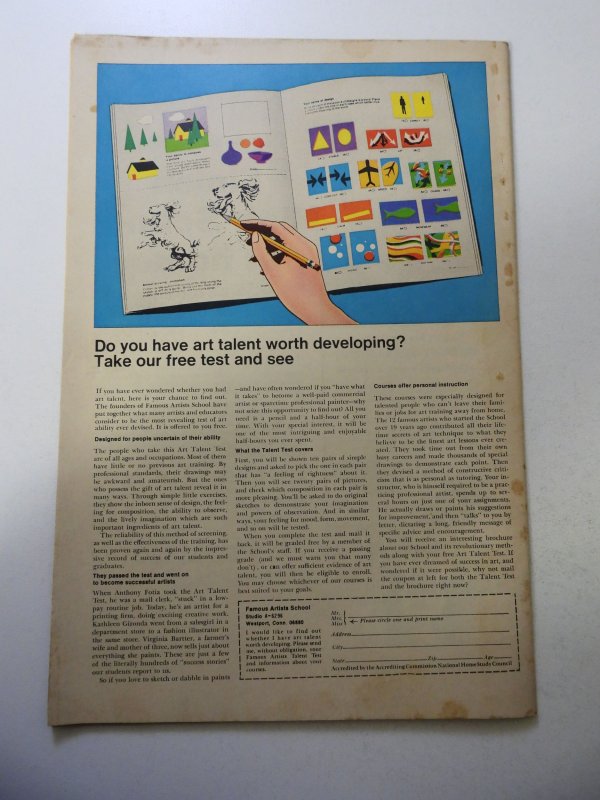 Do you have art talent worth developing?
Take our free test and see
If you have ever wondered whether you had
art talent, here is your chance to find out.
The founders of Famous Artists School have
put together what many artists and educators
consider to be the most revealing test of art
ability ever devised. It is offered to you free.
Designed for people uncertain of their ability
The people who take this Art Talent Test
are of all ages and occupations. Most of them
have little or no previous art training. By
professional standards, their drawings may
be awkward and amateurish. But the ones
who possess the gift of art talent reveal it in
many ways. Through simple little exercises,
they show the inborn sense of design, the feel-
ing for composition, the ability to observe,
and the lively imagination which are such
important ingredients of art talent.
The reliability of this method of screening,
as well as the effectiveness of the training, has
been proven again and again by the impres-
sive record of success of our students and
graduates.
They passed the test and went on
to become successful artists
When Anthony Fotia took the Art Talent
Test, he was a mail clerk, "stuck" in a low-
pay routine job. Today, he's an artist for a
printing firm, doing exciting creative work.
Kathleen Gironda went from a salesgirl in a
department store to a fashion illustrator in
the same store. Virginia Bartter, a farmer's
wife and mother of three, now sells just about
everything she paints. These are just a few
of the literally hundreds of "success stories"
our students report to us.
So if you love to sketch or dabble in paints
—and have often wondered if you "have what
it takes" to become a well-paid commercial
artist or sparetime professional painter—why
not seize this opportunity to find out? All you
need is a pencil and a half-hour of your
time. With your special interest, it will be
one of the most intriguing and enjoyable
half-hours you ever spent.
What the Talent Test covers
First, you will be shown ten pairs of simple
designs and asked to pick the one in each pair
that has "a feeling of rightness" about it.
Then you will see twenty pairs of pictures,
and check which composition in each pair is
more pleasing. You'll be asked to do original
sketches to demonstrate your imagination
and powers of observation. And in similar
ways, your feeling for mood, form, movement,
and so on will be tested.
When you complete the test and mail it
back, it will be graded free by a member of
the School's staff. If you receive a passing
grade (and we must warn you that many
don't), or can offer sufficient evidence of art
talent, you will then be eligible to enroll.
You may choose whichever of our courses is
best suited to your goals.
Courses offer personal instruction
These courses were especially designed for
talented people who can't leave their fami-
lies or jobs for art training away from home.
The 12 famous artists who started the School
over 19 years ago contributed all their life-
time secrets of art technique to what they
believe to be the finest art lessons ever cre-
ated. They took time out from their own
busy careers and made thousands of special
drawings to demonstrate each point. Then
they devised a method of constructive criti-
cism that is as personal as tutoring. Your in-
structor, who is himself required to be a prac-
ticing professional artist, spends up to sev-
eral hours on just one of your assignments.
He actually draws or paints his suggestions
for improvement, and then "talks" to you by
letter, dictating a long, friendly message of
specific advice and encouragement.
You will receive an interesting brochure
about our School and its revolutionary meth-
ods along with your free Art Talent Test. If
you have ever dreamed of success in art, and
wondered if it were possible, why not mail
the coupon at left for both the Talent Test
and the brochure right now?
Famous Artists School
Westport, Conn. 06880
I would like to find out
whether I have art talent
worth developing. Please send
me, without obligation, your
Famous Artists Talent Test
and information about your
courses.
Mr.
Mrs.
Miss
Please circle one and print name
Address
City
State Zip Age
Accredited by the Accrediting Commission National Home Study Council